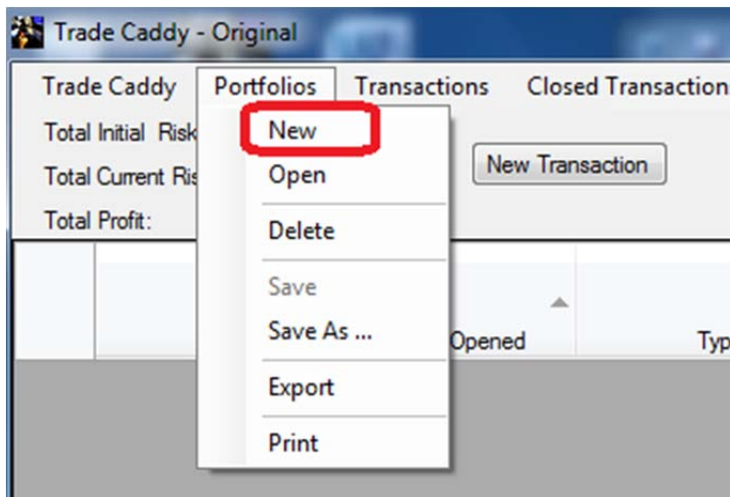 Trade Caddy - Original
Trade Caddy Portfolios Transactions Closed Transactions
Total Initial Risk
New
Total Current Ris
Open
New Transaction
Total Profit:
Delete
Save
Save As ...
Opened
Typ
Export
Print